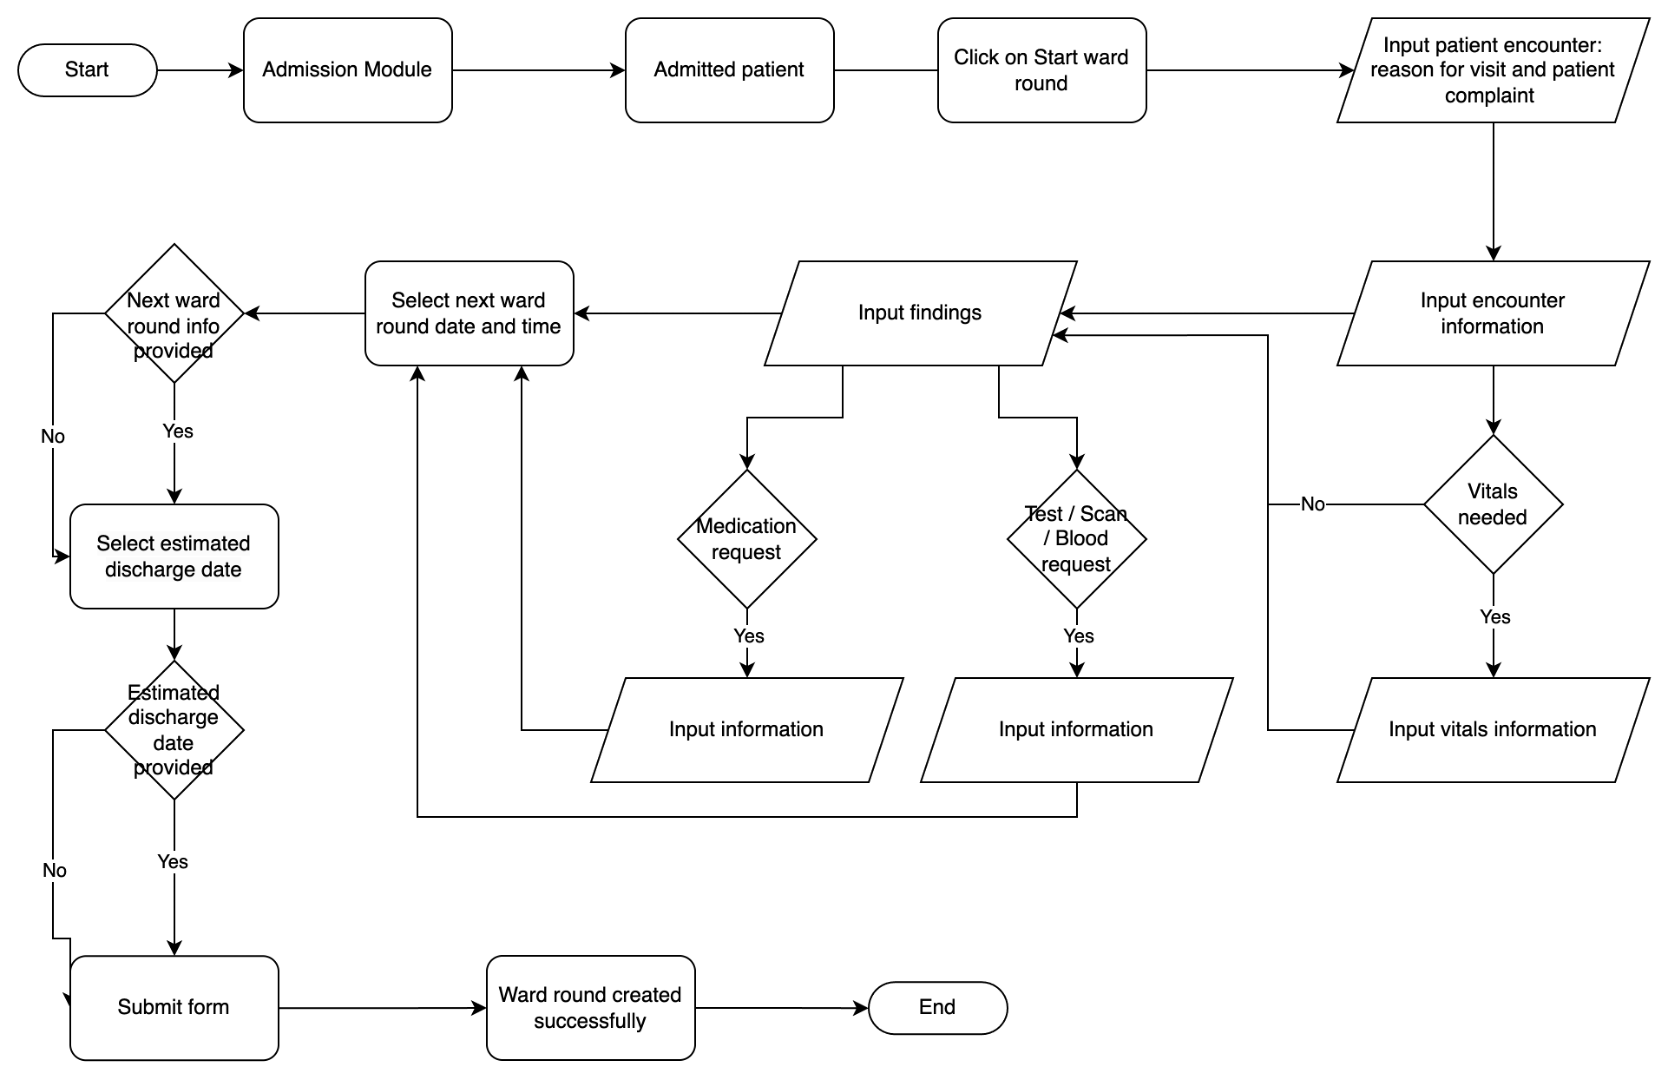 Start
Admission Module
Admitted patient
Click on Start ward
round
Input patient encounter:
reason for visit and patient
complaint
Next ward
round info
provided
Select next ward
round date and time
Input findings
Input encounter
information
No
Yes
Medication
request
Test / Scan
/ Blood
request
No
Vitals
needed
Select estimated
discharge date
Yes
Yes
Yes
Estimated
discharge
date
provided
Input information
Input information
Input vitals information
No
Yes
Submit form
Ward round created
successfully
End